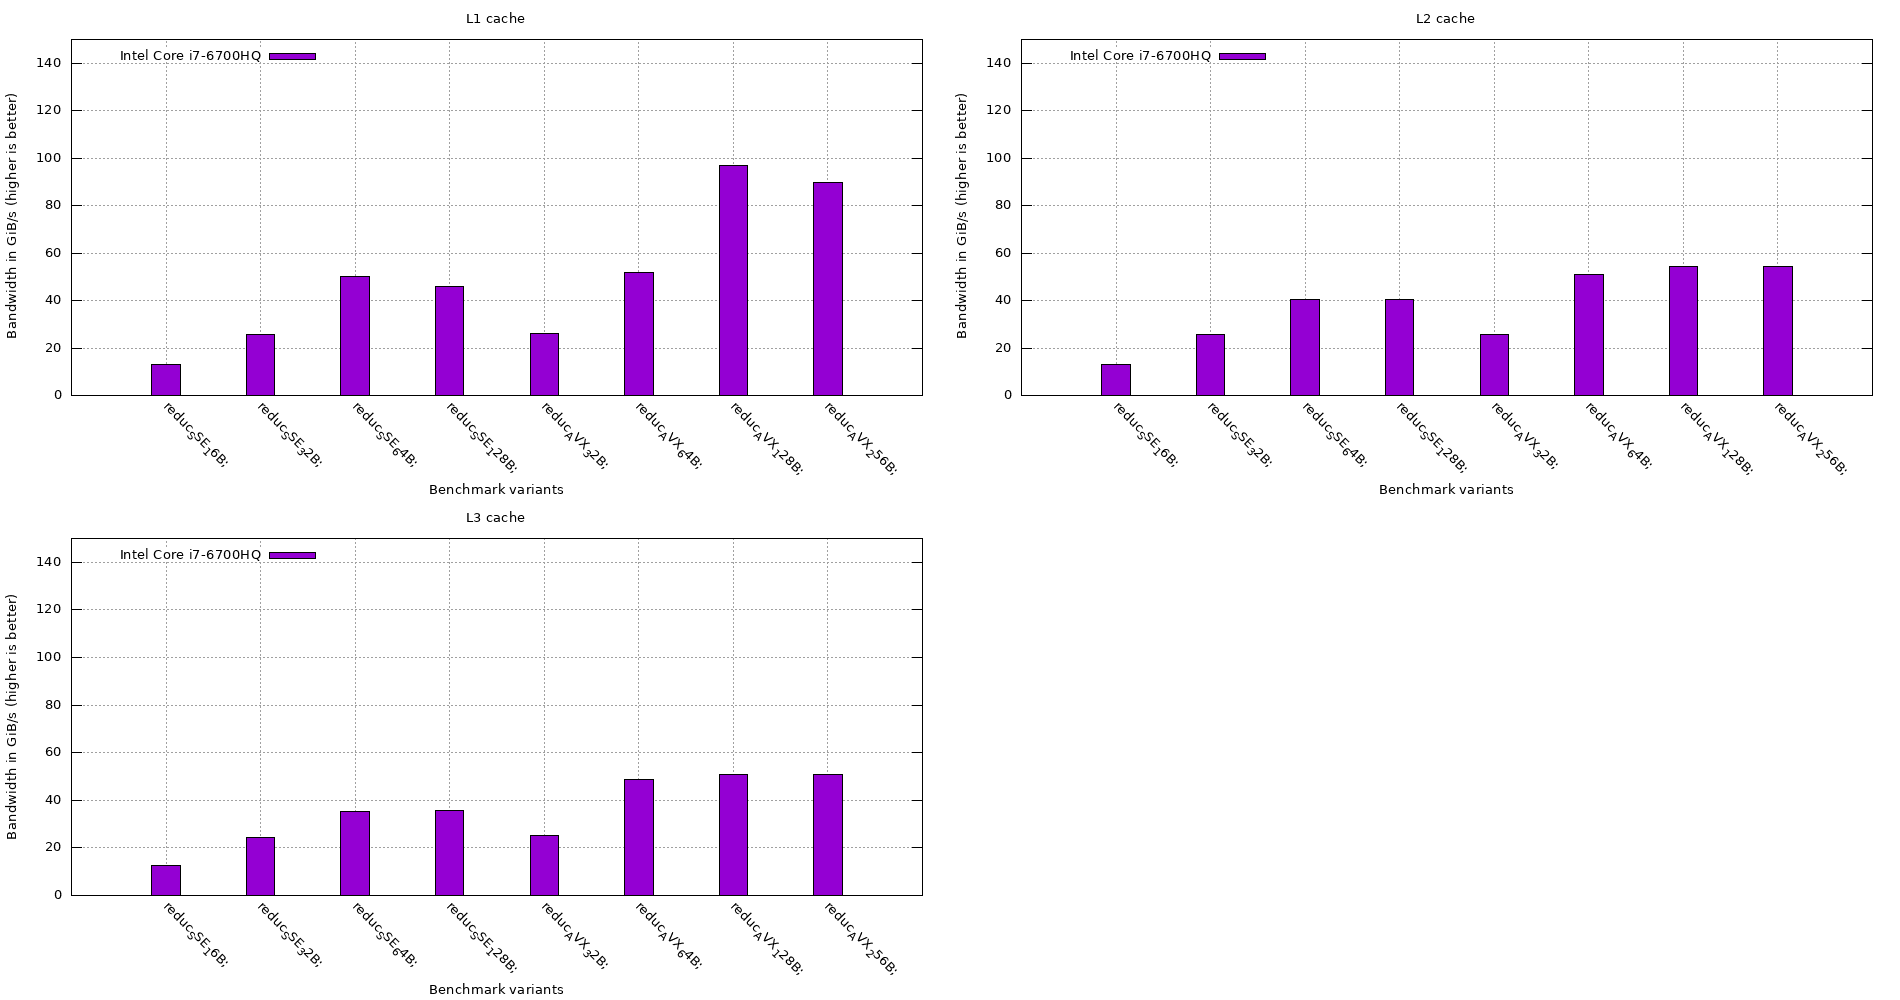 L1 cache
Intel Core i7-6700HQ
Bandwidth in GiB/s (higher is better)
140
120
100
80
60
40
20
0
reducSSE16B;
reducSSE32B;
reducSSE64B;
reducSSE128B;
reducAVX32B;
reducAVX64B;
reducAVX128B;
reducAVX256B;
Benchmark variants
L2 cache
Intel Core i7-6700HQ
Bandwidth in GiB/s (higher is better)
140
120
100
80
60
40
20
0
reducSSE16B;
reducSSE32B;
reducSSE64B;
reducSSE128B;
reducAVX32B;
reducAVX64B;
reducAVX128B;
reducAVX256B;
Benchmark variants
L3 cache
Intel Core i7-6700HQ
Bandwidth in GiB/s (higher is better)
140
120
100
80
60
40
20
0
reducSSE16B;
reducSSE32B;
reducSSE64B;
reducSSE128B;
reducAVX32B;
reducAVX64B;
reducAVX128B;
reducAVX256B;
Benchmark variants